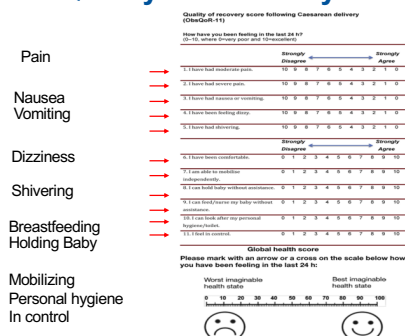 Quality of recovery score following Caesarean delivery
(ObsQoR-11)
How have you been feeling in the last 24 h?
(0–10, where 0=very poor and 10=excellent)
Pain
Nausea
Vomiting
Dizziness
Shivering
Breastfeeding
Holding Baby
Mobilizing
Personal hygiene
In control
Strongly Disagree Strongly Agree
1. I have had moderate pain. 10 9 8 7 6 5 4 3 2 1 0
2. I have had severe pain. 10 9 8 7 6 5 4 3 2 1 0
3. I have had nausea or vomiting. 10 9 8 7 6 5 4 3 2 1 0
4. I have been feeling dizzy. 10 9 8 7 6 5 4 3 2 1 0
5. I have had shivering. 10 9 8 7 6 5 4 3 2 1 0
Strongly Disagree Strongly Agree
6. I have been comfortable. 0 1 2 3 4 5 6 7 8 9 10
7. I am able to mobilise
independently. 0 1 2 3 4 5 6 7 8 9 10
8. I can hold baby without assistance. 0 1 2 3 4 5 6 7 8 9 10
9. I can feed/nurse my baby without
assistance. 0 1 2 3 4 5 6 7 8 9 10
10. I can look after my personal
hygiene/toilet. 0 1 2 3 4 5 6 7 8 9 10
11. I feel in control. 0 1 2 3 4 5 6 7 8 9 10
Global health score
Please mark with an arrow or a cross on the scale below how
you have been feeling in the last 24 h:
Worst imaginable
health state
Best imaginable
health state
0 10 20 30 40 50 60 70 80 90 100